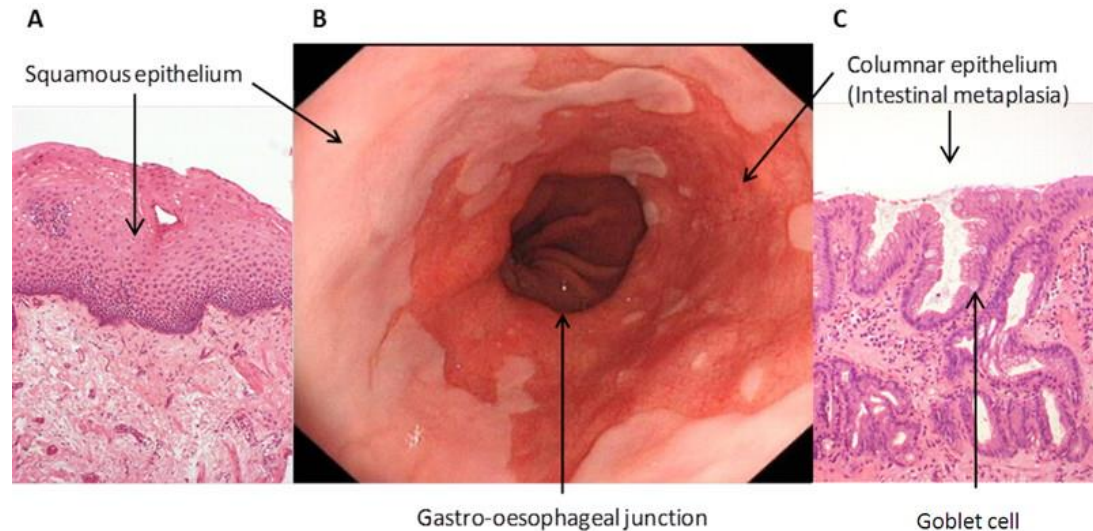 A
B
C
Squamous epithelium
Columnar epithelium
(Intestinal metaplasia)
Gastro-oesophageal junction
Goblet cell